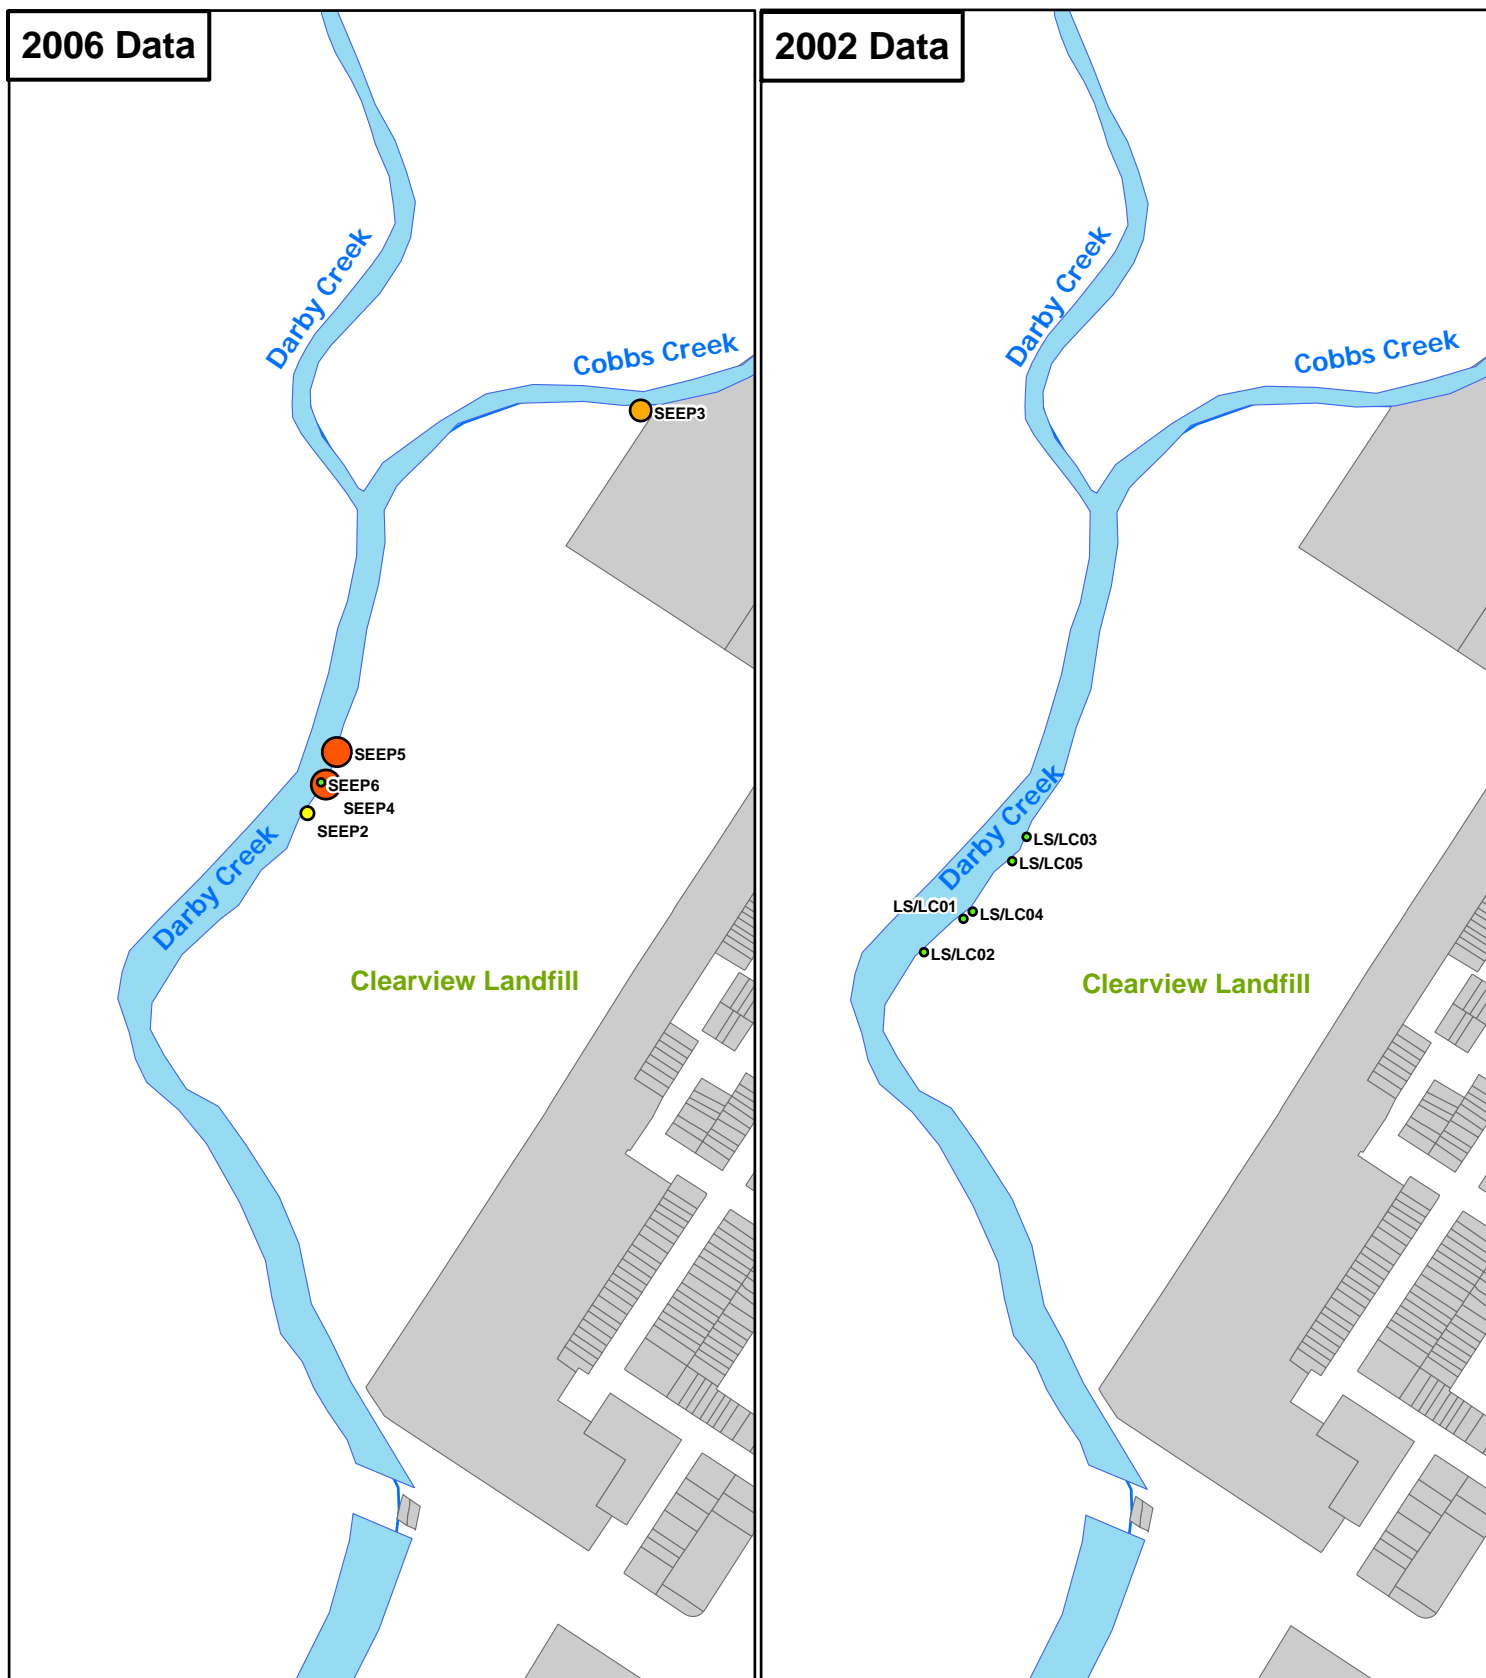 2006 Data
Darby Creek
Cobbs Creek
SEEP3
SEEP5
SEEP6
SEEP4
SEEP2
Darby Creek
Clearview Landfill
2002 Data
Darby Creek
Cobbs Creek
Darby Creek
LS/LC03
LS/LC05
LS/LC01
LS/LC04
LS/LC02
Clearview Landfill